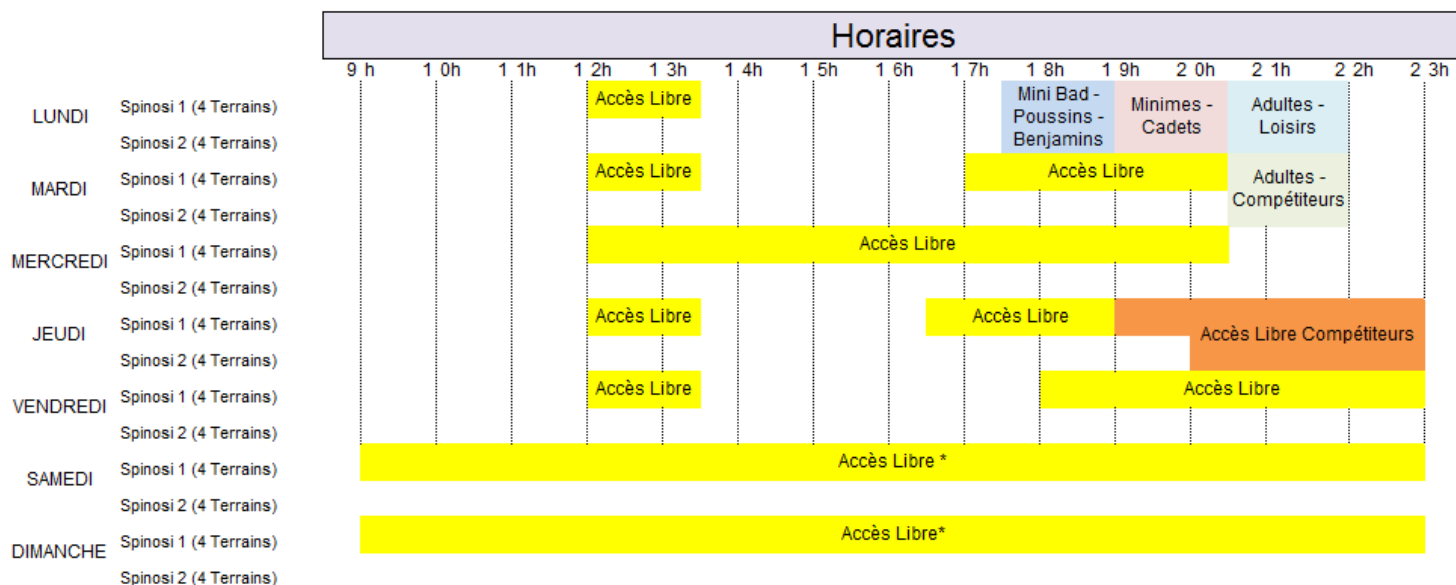 Horaires
9 h 1 0h 1 1h 1 2h 1 3h 1 4h 1 5h 1 6h 1 7h 1 8h 1 9h 2 0h 2 1h 2 2h 2 3h
LUNDI
Spinosi 1 (4 Terrains)
Spinosi 2 (4 Terrains)
Accès Libre
Mini Bad -
Poussins -
Benjamins
Minimes -
Cadets
Adultes -
Loisirs
MARDI
Spinosi 1 (4 Terrains)
Spinosi 2 (4 Terrains)
Accès Libre
Accès Libre
Adultes -
Compétiteurs
MERCREDI
Spinosi 1 (4 Terrains)
Spinosi 2 (4 Terrains)
Accès Libre
JEUDI
Spinosi 1 (4 Terrains)
Spinosi 2 (4 Terrains)
Accès Libre
Accès Libre
Accès Libre Compétiteurs
VENDREDI
Spinosi 1 (4 Terrains)
Spinosi 2 (4 Terrains)
Accès Libre
Accès Libre
SAMEDI
Spinosi 1 (4 Terrains)
Spinosi 2 (4 Terrains)
Accès Libre *
DIMANCHE
Spinosi 1 (4 Terrains)
Spinosi 2 (4 Terrains)
Accès Libre*